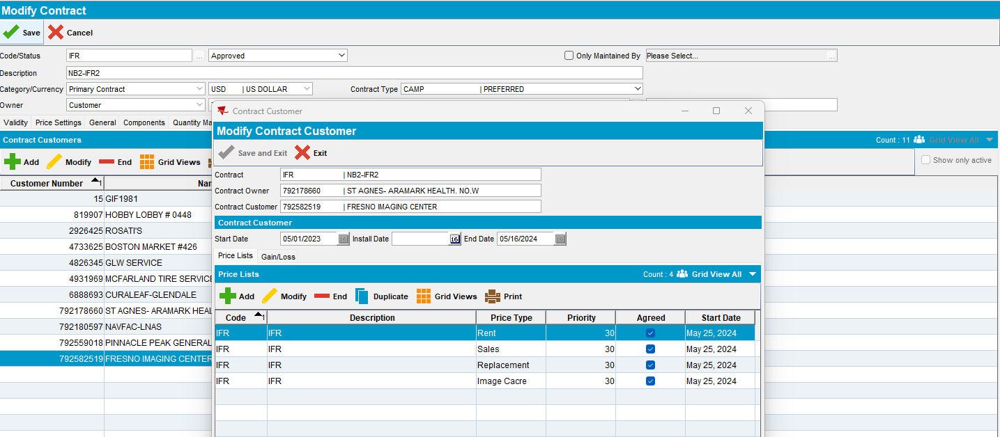 Modify Contract
Save Cancel
Code/Status IFR ... Approved Only Maintained By Please Select... ...
Description NB2-IFR2
Category/Currency Primary Contract USD | US DOLLAR Contract Type CAMP | PREFERRED
Owner Customer
Validity Price Settings General Components Quantity Ma
Contract Customers Count : 11 Grid View All
Add Modify End Grid Views Show only active
Customer Number 1 Nar
15 GIF1981
819907 HOBBY LOBBY # 0448
2926425 ROSATI'S
4733625 BOSTON MARKET #426
4826345 GLW SERVICE
4931969 MCFARLAND TIRE SERVICE
6888693 CURALEAF-GLENDALE
792178660 ST AGNES- ARAMARK HEAL
792180597 NAVFAC-LNAS
792559018 PINNACLE PEAK GENERAL
792582519 FRESNO IMAGING CENTER
Contract Customer
Modify Contract Customer
Save and Exit Exit
Contract IFR | NB2-IFR2
Contract Owner 792178660 | ST AGNES- ARAMARK HEALTH. NO.W
Contract Customer 792582519 | FRESNO IMAGING CENTER
Contract Customer
Start Date 05/01/2023 16 Install Date 16 End Date 05/16/2024 16
Price Lists Gain/Loss
Price Lists Count : 4 Grid View All
Add Modify End Duplicate Grid Views Print
Code 1 Description Price Type Priority Agreed Start Date
IFR IFR Rent 30 May 25, 2024
IFR IFR Sales 30 May 25, 2024
IFR IFR Replacement 30 May 25, 2024
IFR IFR Image Cacre 30 May 25, 2024